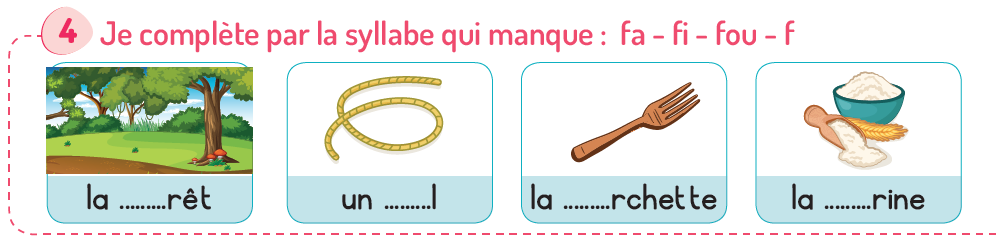 4 Je complète par la syllabe qui manque : fa - fi - fou - f
la .........rêt
un .........l
la .........rchette
la .........rine